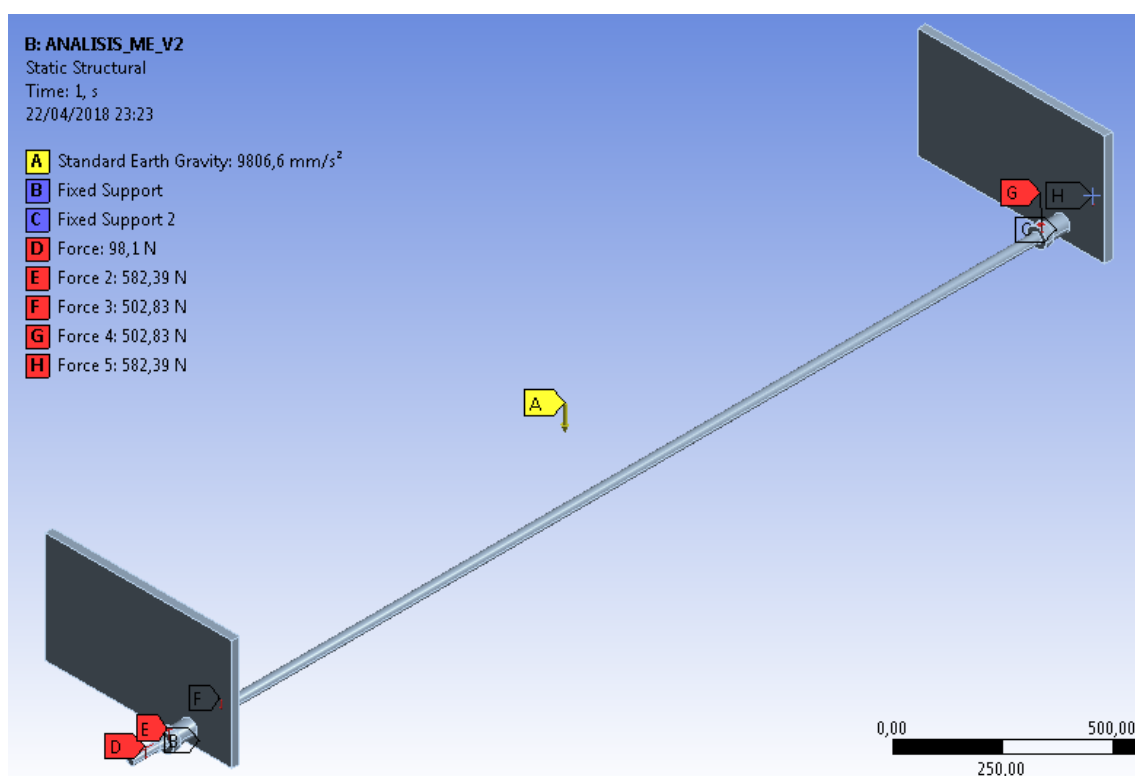 B: ANALISIS_ME_V2
Static Structural
Time: 1, s
22/04/2018 23:23
A Standard Earth Gravity: 9806,6 mm/s²
B Fixed Support
C Fixed Support 2
D Force: 98,1 N
E Force 2: 582,39 N
F Force 3: 502,83 N
G Force 4: 502,83 N
H Force 5: 582,39 N
G H
C
A
F
E
D B
0,00 500,00
250,00